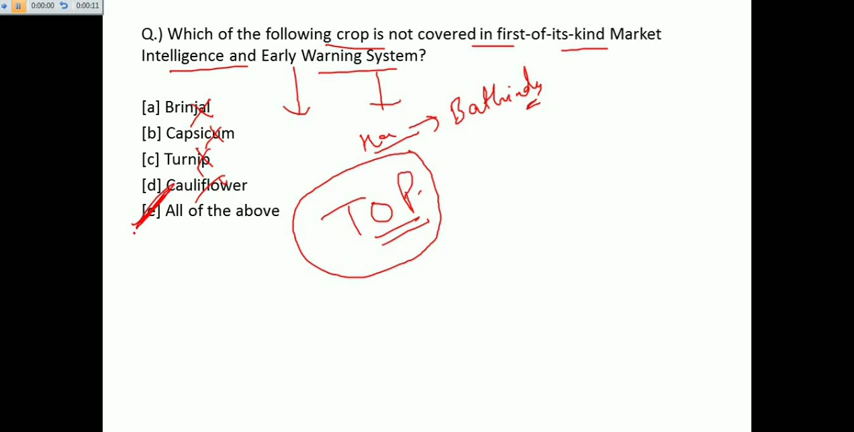 0:00:00 0:00:11
Q.) Which of the following crop is not covered in first-of-its-kind Market
Intelligence and Early Warning System?
[a] Brinjal
[b] Capsicum
[c] Turnip
[d] Cauliflower
[e] All of the above
Bathinda
TOP